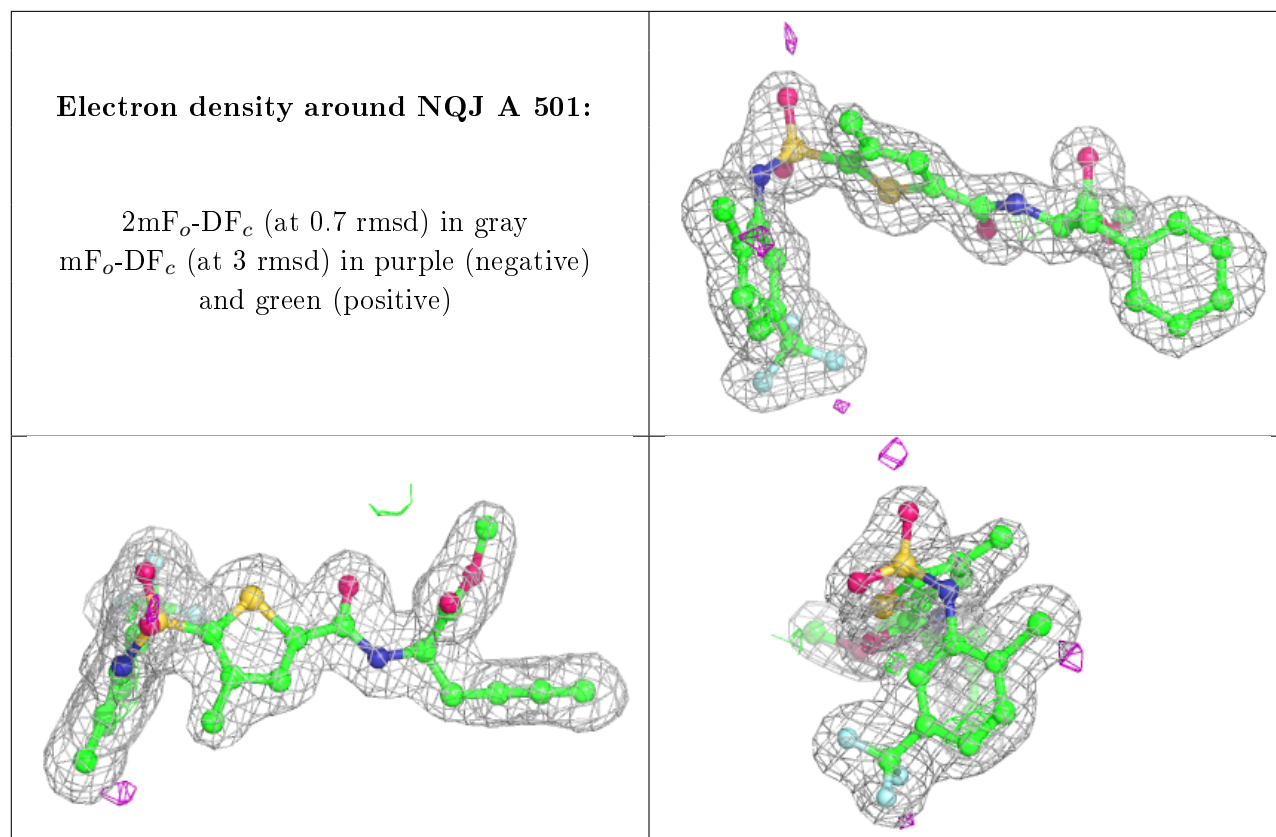 Electron density around NQJ A 501:
2mFo-DFc (at 0.7 rmsd) in gray
mFo-DFc (at 3 rmsd) in purple (negative)
and green (positive)